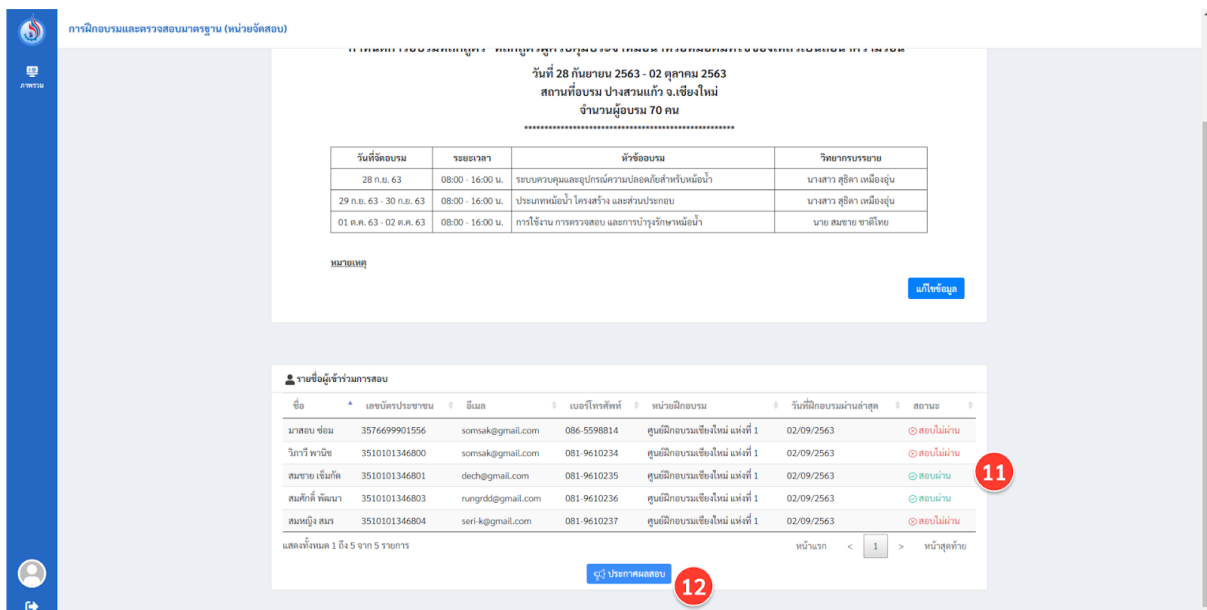 การฝึกอบรมและตรวจสอบมาตรฐาน (หน่วยจัดสอบ)
ภาพรวม
วันที่ 28 กันยายน 2563 - 02 ตุลาคม 2563
สถานที่อบรม ปางสวนแก้ว จ.เชียงใหม่
จำนวนผู้อบรม 70 คน
วันที่จัดอบรม ระยะเวลา หัวข้ออบรม วิทยากรบรรยาย
28 ก.ย. 63 08:00 - 16:00 น. ระบบควบคุมและอุปกรณ์ความปลอดภัยสำหรับหม้อน้ำ นางสาว สุธิดา เหมืองอุ่น
29 ก.ย. 63 - 30 ก.ย. 63 08:00 - 16:00 น. ประเภทหม้อน้ำ โครงสร้าง และส่วนประกอบ นางสาว สุธิดา เหมืองอุ่น
01 ต.ค. 63 - 02 ต.ค. 63 08:00 - 16:00 น. การใช้งาน การตรวจสอบ และการบำรุงรักษาหม้อน้ำ นาย สมชาย ชาติไทย
หมายเหตุ
แก้ไขข้อมูล
รายชื่อผู้เข้าร่วมการสอบ
ชื่อ เลขบัตรประชาชน อีเมล เบอร์โทรศัพท์ หน่วยฝึกอบรม วันที่ฝึกอบรมผ่านล่าสุด สถานะ
มาสอบ ซ่อม 3576699901556 somsak@gmail.com 086-5598814 ศูนย์ฝึกอบรมเชียงใหม่ แห่งที่ 1 02/09/2563 สอบไม่ผ่าน
วิภาวี พานิช 3510101346800 somsak@gmail.com 081-9610234 ศูนย์ฝึกอบรมเชียงใหม่ แห่งที่ 1 02/09/2563 สอบไม่ผ่าน
สมชาย เข็มกัด 3510101346801 dech@gmail.com 081-9610235 ศูนย์ฝึกอบรมเชียงใหม่ แห่งที่ 1 02/09/2563 สอบผ่าน
11
สมศักดิ์ พัฒนา 3510101346803 rungrdd@gmail.com 081-9610236 ศูนย์ฝึกอบรมเชียงใหม่ แห่งที่ 1 02/09/2563 สอบผ่าน
สมหญิง สมร 3510101346804 seri-k@gmail.com 081-9610237 ศูนย์ฝึกอบรมเชียงใหม่ แห่งที่ 1 02/09/2563 สอบไม่ผ่าน
แสดงทั้งหมด 1 ถึง 5 จาก 5 รายการ หน้าแรก < 1 > หน้าสุดท้าย
ประกาศผลสอบ
12